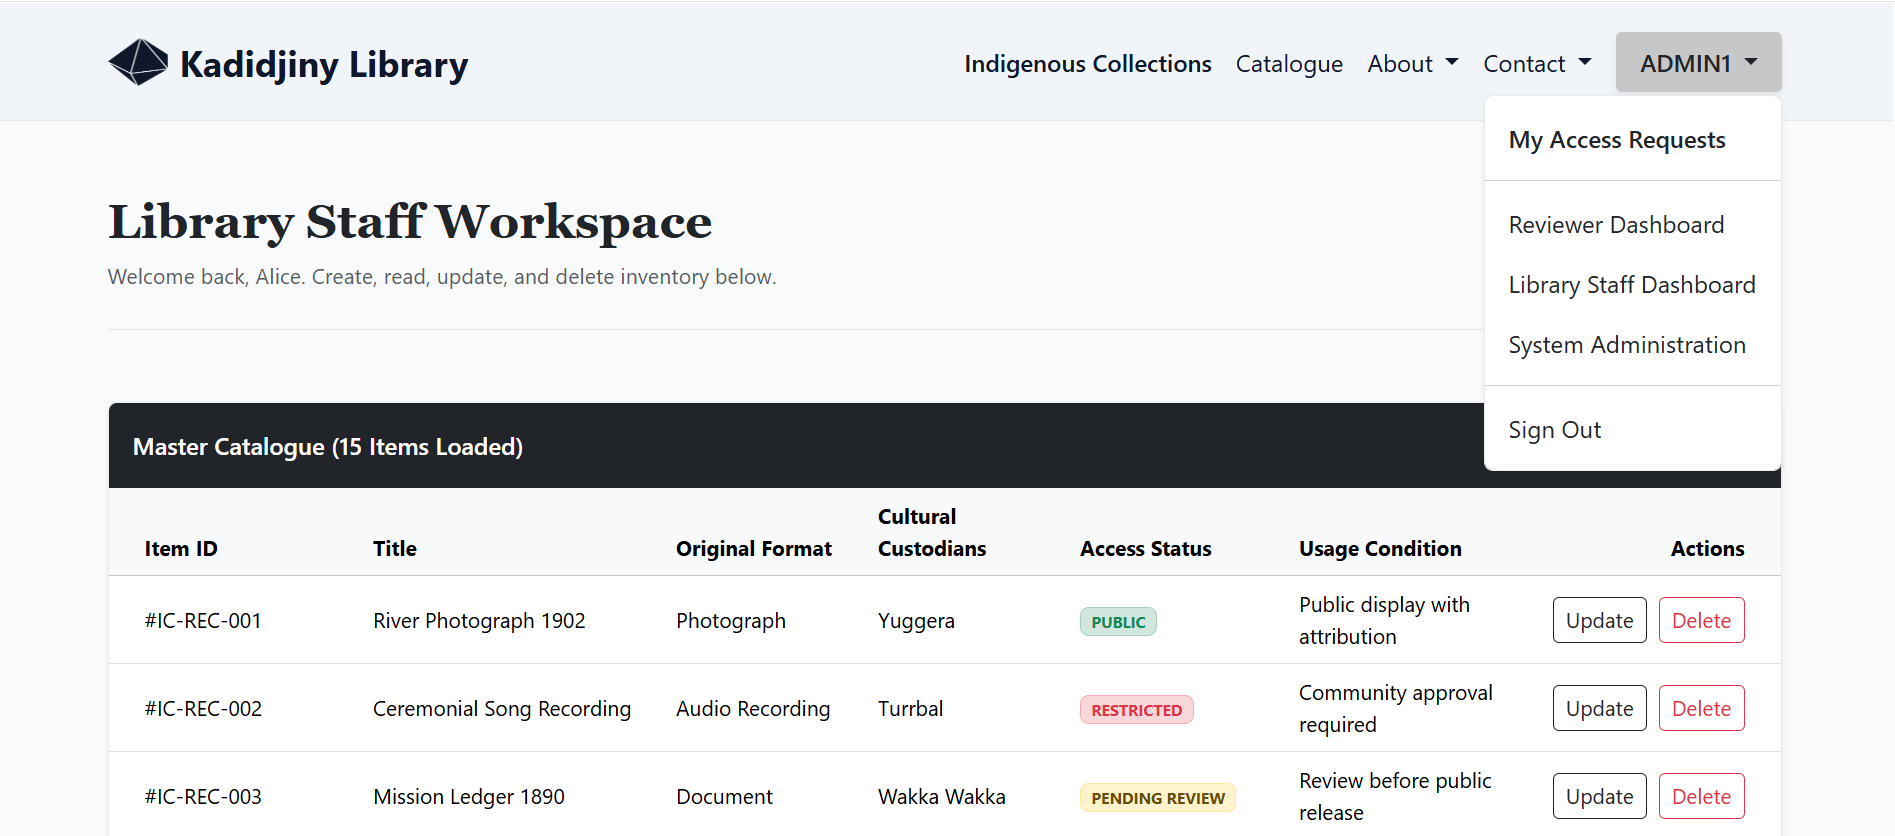 Kadidjiny Library
Indigenous Collections
Catalogue
About
Contact
ADMIN1
My Access Requests
Reviewer Dashboard
Library Staff Dashboard
System Administration
Sign Out
Library Staff Workspace
Welcome back, Alice. Create, read, update, and delete inventory below.
Master Catalogue (15 Items Loaded)
Item ID Title Original Format Cultural Custodians Access Status Usage Condition Actions
#IC-REC-001 River Photograph 1902 Photograph Yuggera PUBLIC Public display with attribution Update Delete
#IC-REC-002 Ceremonial Song Recording Audio Recording Turrbal RESTRICTED Community approval required Update Delete
#IC-REC-003 Mission Ledger 1890 Document Wakka Wakka PENDING REVIEW Review before public release Update Delete